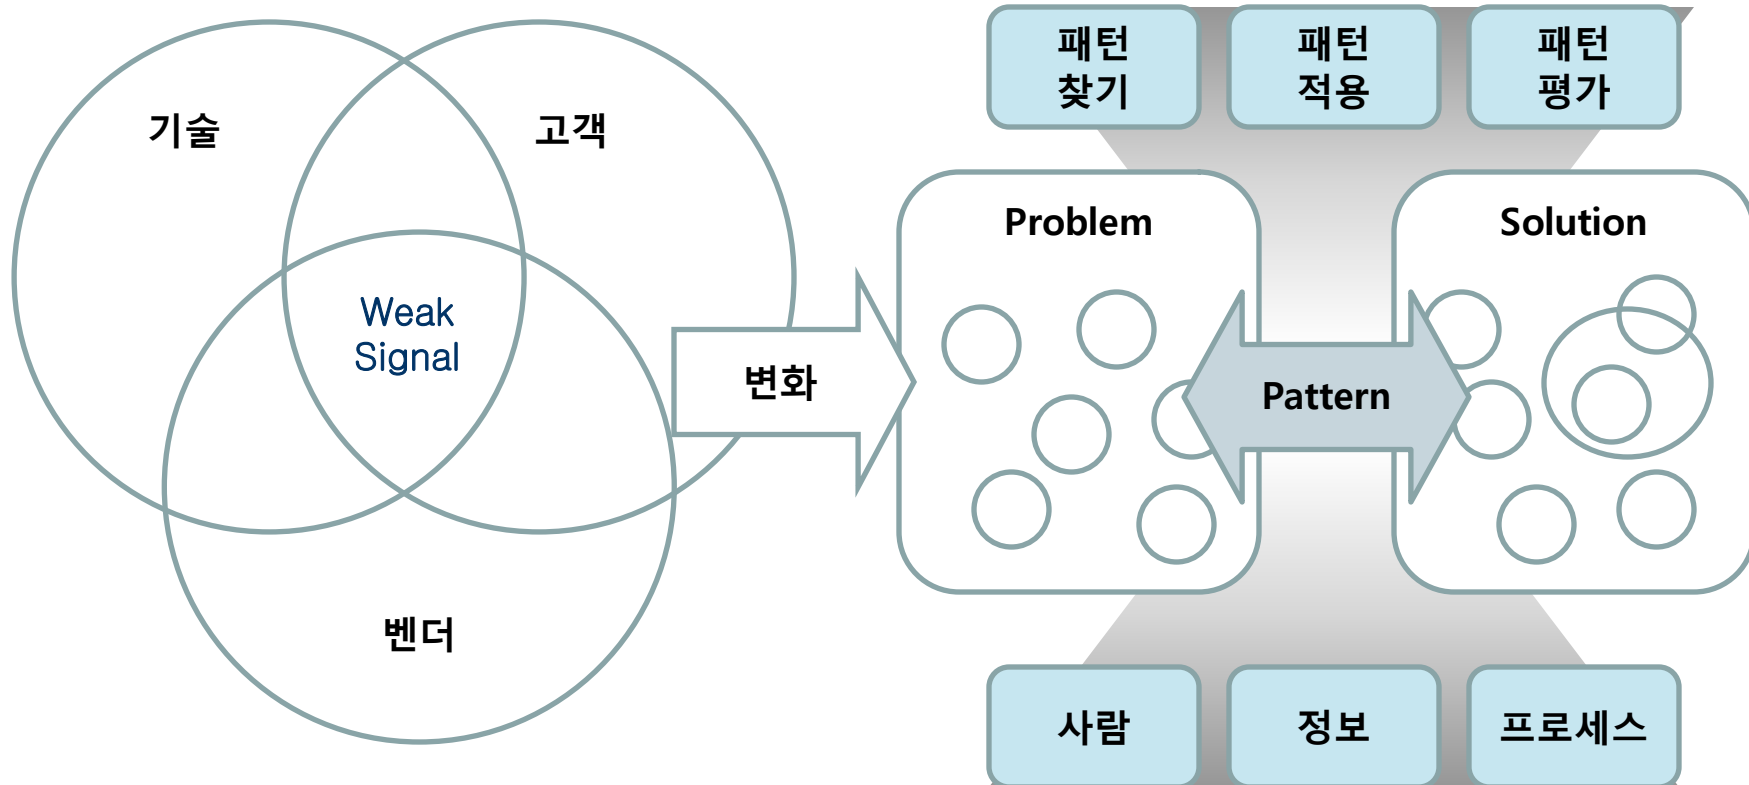 기술
고객
Weak
Signal
벤더
변화
패턴
찾기
패턴
적용
패턴
평가
Problem
Pattern
Solution
사람
정보
프로세스